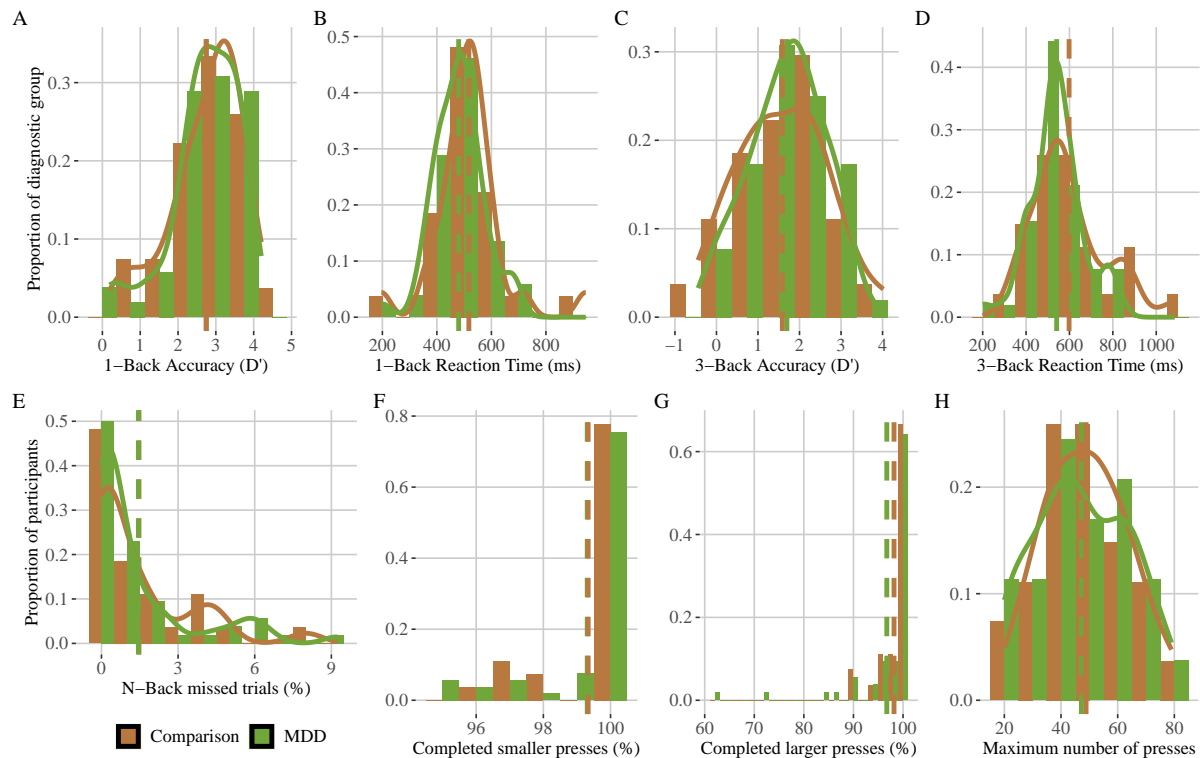 A
B
C
D
Proportion of diagnostic group
0.0
0.1
0.2
0.3
0 1 2 3 4 5
1−Back Accuracy (D')
0.0
0.1
0.2
0.3
0.4
0.5
200 400 600 800
1−Back Reaction Time (ms)
0.0
0.1
0.2
0.3
−1 0 1 2 3 4
3−Back Accuracy (D')
0.0
0.1
0.2
0.3
0.4
200 400 600 800 1000
3−Back Reaction Time (ms)
E
F
G
H
Proportion of participants
0.0
0.1
0.2
0.3
0.4
0.5
0 3 6 9
N−Back missed trials (%)
0.0
0.2
0.4
0.6
0.8
96 98 100
Completed smaller presses (%)
0.0
0.2
0.4
0.6
60 70 80 90 100
Completed larger presses (%)
0.0
0.1
0.2
20 40 60 80
Maximum number of presses
Comparison MDD